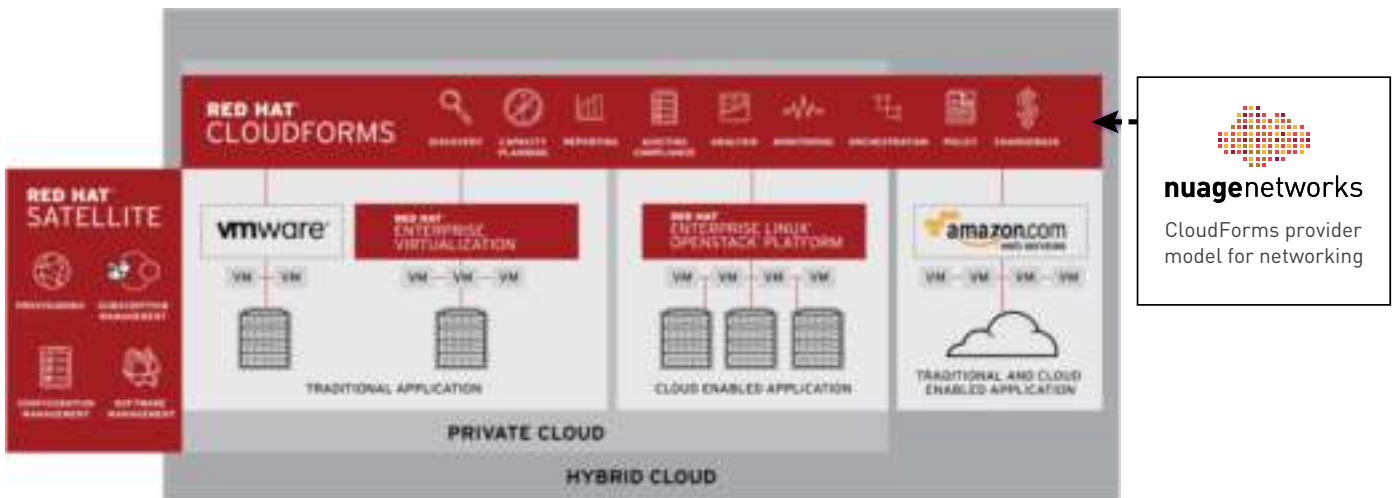 RED HAT
CLOUDFORMS
DISCOVERY
CAPACITY
PLANNING
REPORTING
AUDITING
COMPLIANCE
ANALYSIS
MONITORING
ORCHESTRATION
POLICY
CHARGEBACK
nuagenetworks
CloudForms provider
model for networking
RED HAT
SATELLITE
PROVISIONING
SUBSCRIPTION
MANAGEMENT
CONFIGURATION
MANAGEMENT
SOFTWARE
MANAGEMENT
vmware
RED HAT
ENTERPRISE
VIRTUALIZATION
RED HAT
ENTERPRISE LINUX
OPENSTACK PLATFORM
amazon.com
web services
VM VM
VM VM VM
VM VM VM VM
VM VM VM VM
TRADITIONAL APPLICATION
CLOUD ENABLED APPLICATION
TRADITIONAL AND CLOUD
ENABLED APPLICATION
PRIVATE CLOUD
HYBRID CLOUD